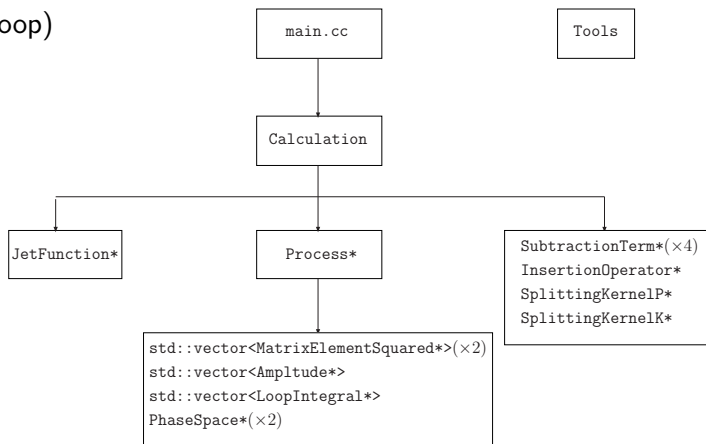 oop)
main.cc
Tools
Calculation
JetFunction*
Process*
SubtractionTerm*(×4)
InsertionOperator*
SplittingKernelP*
SplittingKernelK*
std::vector<MatrixElementSquared*>(×2)
std::vector<Ampltude*>
std::vector<LoopIntegral*>
PhaseSpace*(×2)